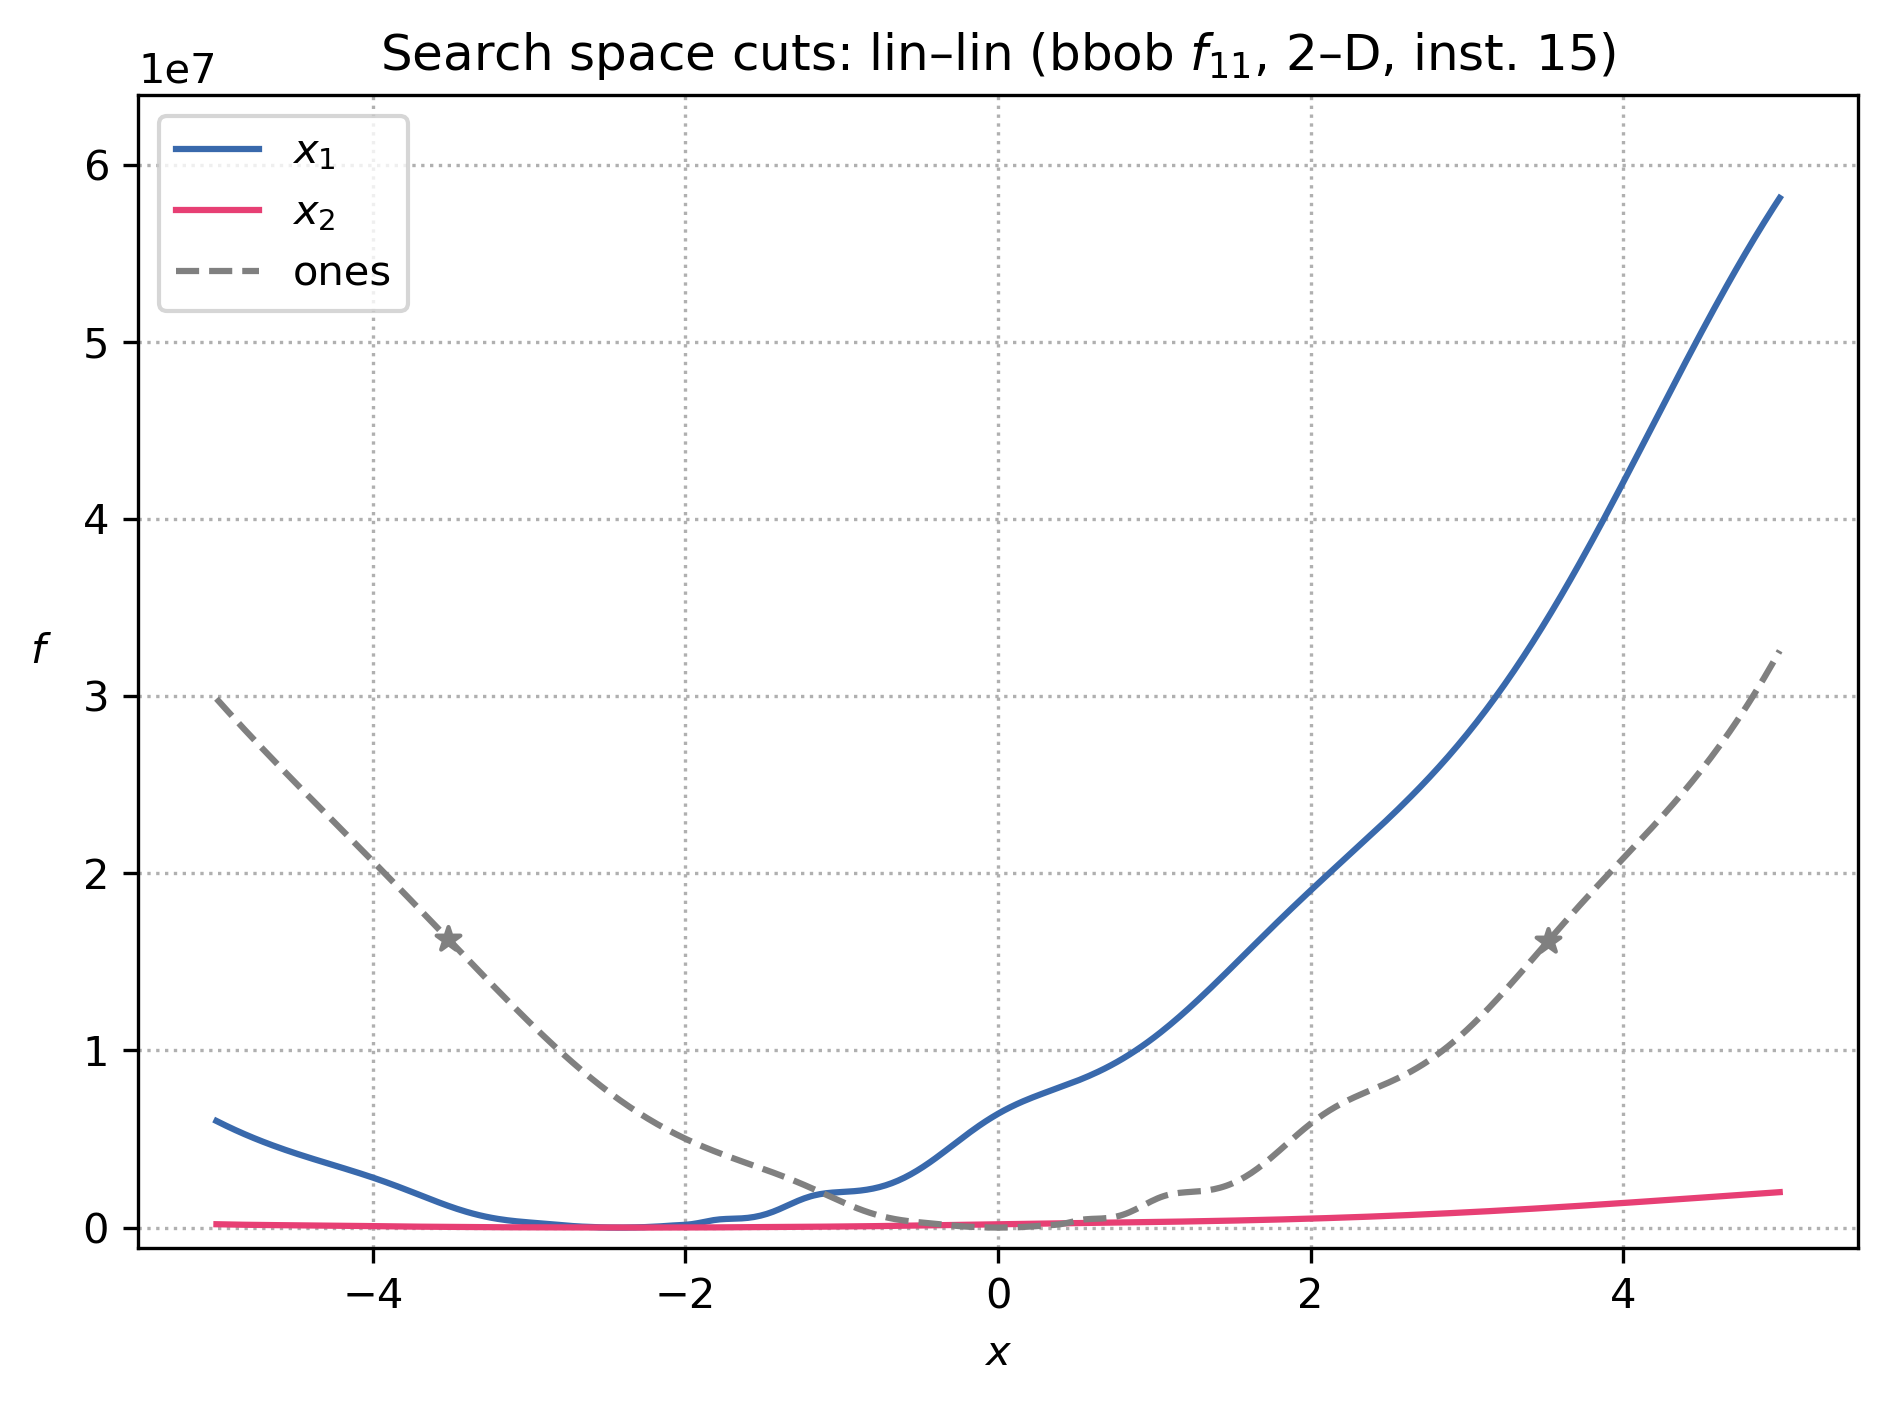 Search space cuts: lin–lin (bbob f₁₁, 2–D, inst. 15)
1e7
x₁
x₂
ones
6
5
4
3
2
1
0
f
−4 −2 0 2 4
x